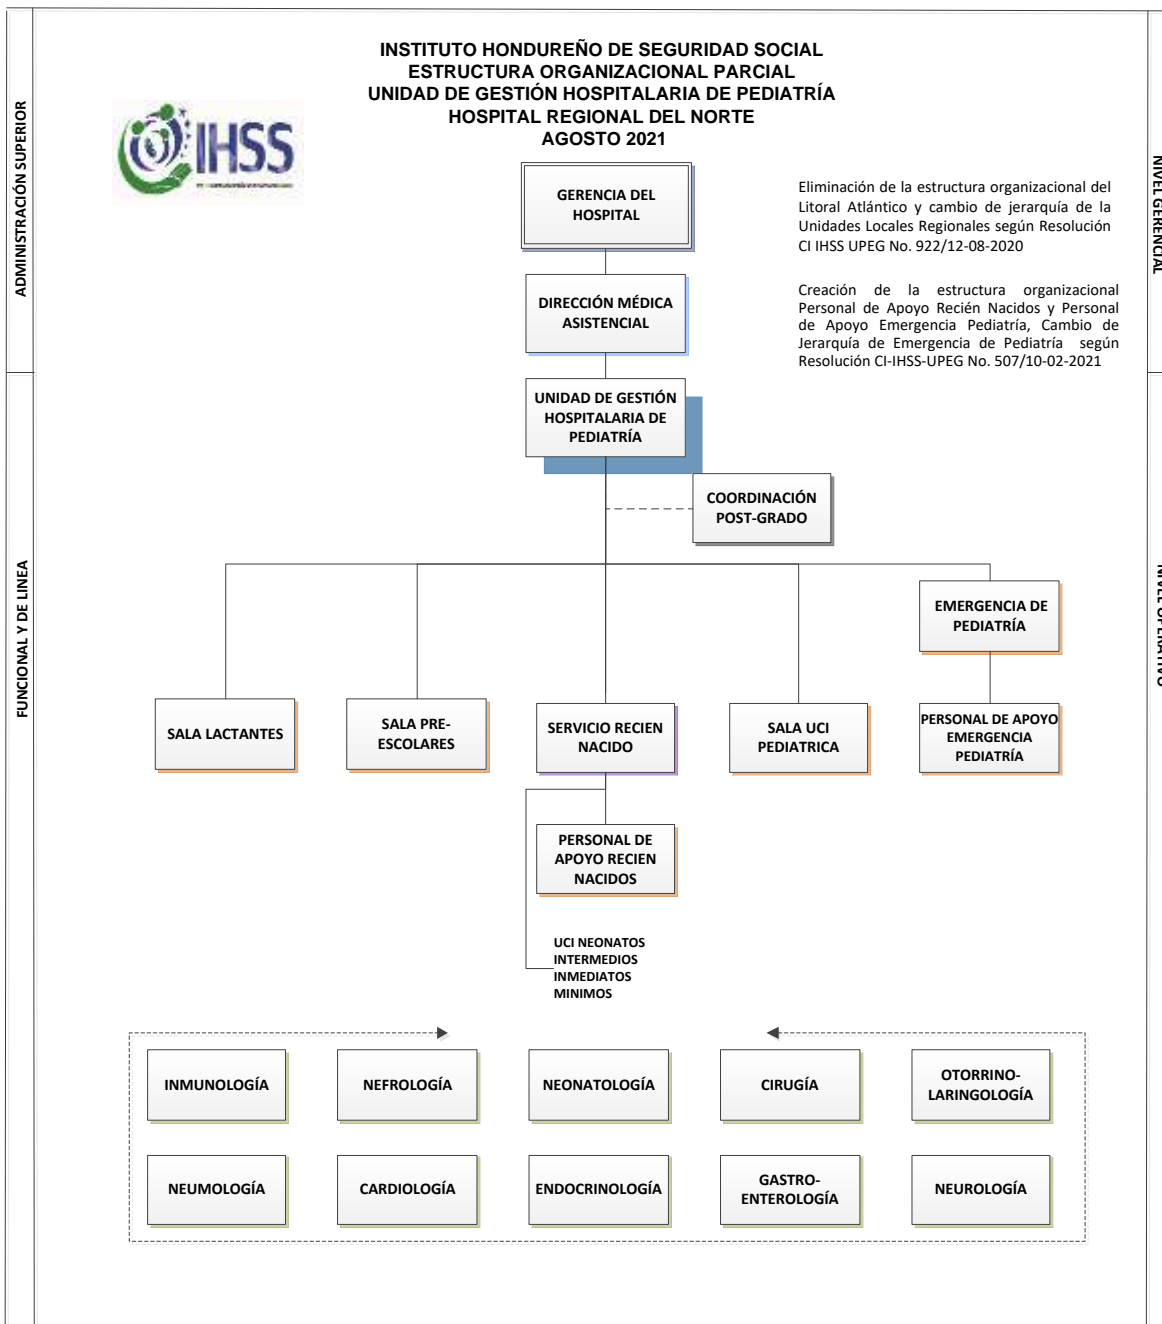 INSTITUTO HONDUREÑO DE SEGURIDAD SOCIAL
ESTRUCTURA ORGANIZACIONAL PARCIAL
UNIDAD DE GESTIÓN HOSPITALARIA DE PEDIATRÍA
HOSPITAL REGIONAL DEL NORTE
AGOSTO 2021
IHSS
ADMINISTRACIÓN SUPERIOR
NIVEL GERENCIAL
GERENCIA DEL
HOSPITAL
Eliminación de la estructura organizacional del
Litoral Atlántico y cambio de jerarquía de la
Unidades Locales Regionales según Resolución
CI IHSS UPEG No. 922/12-08-2020
DIRECCIÓN MÉDICA
ASISTENCIAL
Creación de la estructura organizacional
Personal de Apoyo Recién Nacidos y Personal
de Apoyo Emergencia Pediatría, Cambio de
Jerarquía de Emergencia de Pediatría según
Resolución CI-IHSS-UPEG No. 507/10-02-2021
UNIDAD DE GESTIÓN
HOSPITALARIA DE
PEDIATRÍA
COORDINACIÓN
POST-GRADO
FUNCIONAL Y DE LINEA
NIVEL OPERATIVO
EMERGENCIA DE
PEDIATRÍA
SALA LACTANTES
SALA PRE-
ESCOLARES
SERVICIO RECIEN
NACIDO
SALA UCI
PEDIATRICA
PERSONAL DE APOYO
EMERGENCIA
PEDIATRÍA
PERSONAL DE
APOYO RECIEN
NACIDOS
UCI NEONATOS
INTERMEDIOS
INMEDIATOS
MINIMOS
INMUNOLOGÍA
NEFROLOGÍA
NEONATOLOGÍA
CIRUGÍA
OTORRINO-
LARINGOLOGÍA
NEUMOLOGÍA
CARDIOLOGÍA
ENDOCRINOLOGÍA
GASTRO-
ENTEROLOGÍA
NEUROLOGÍA